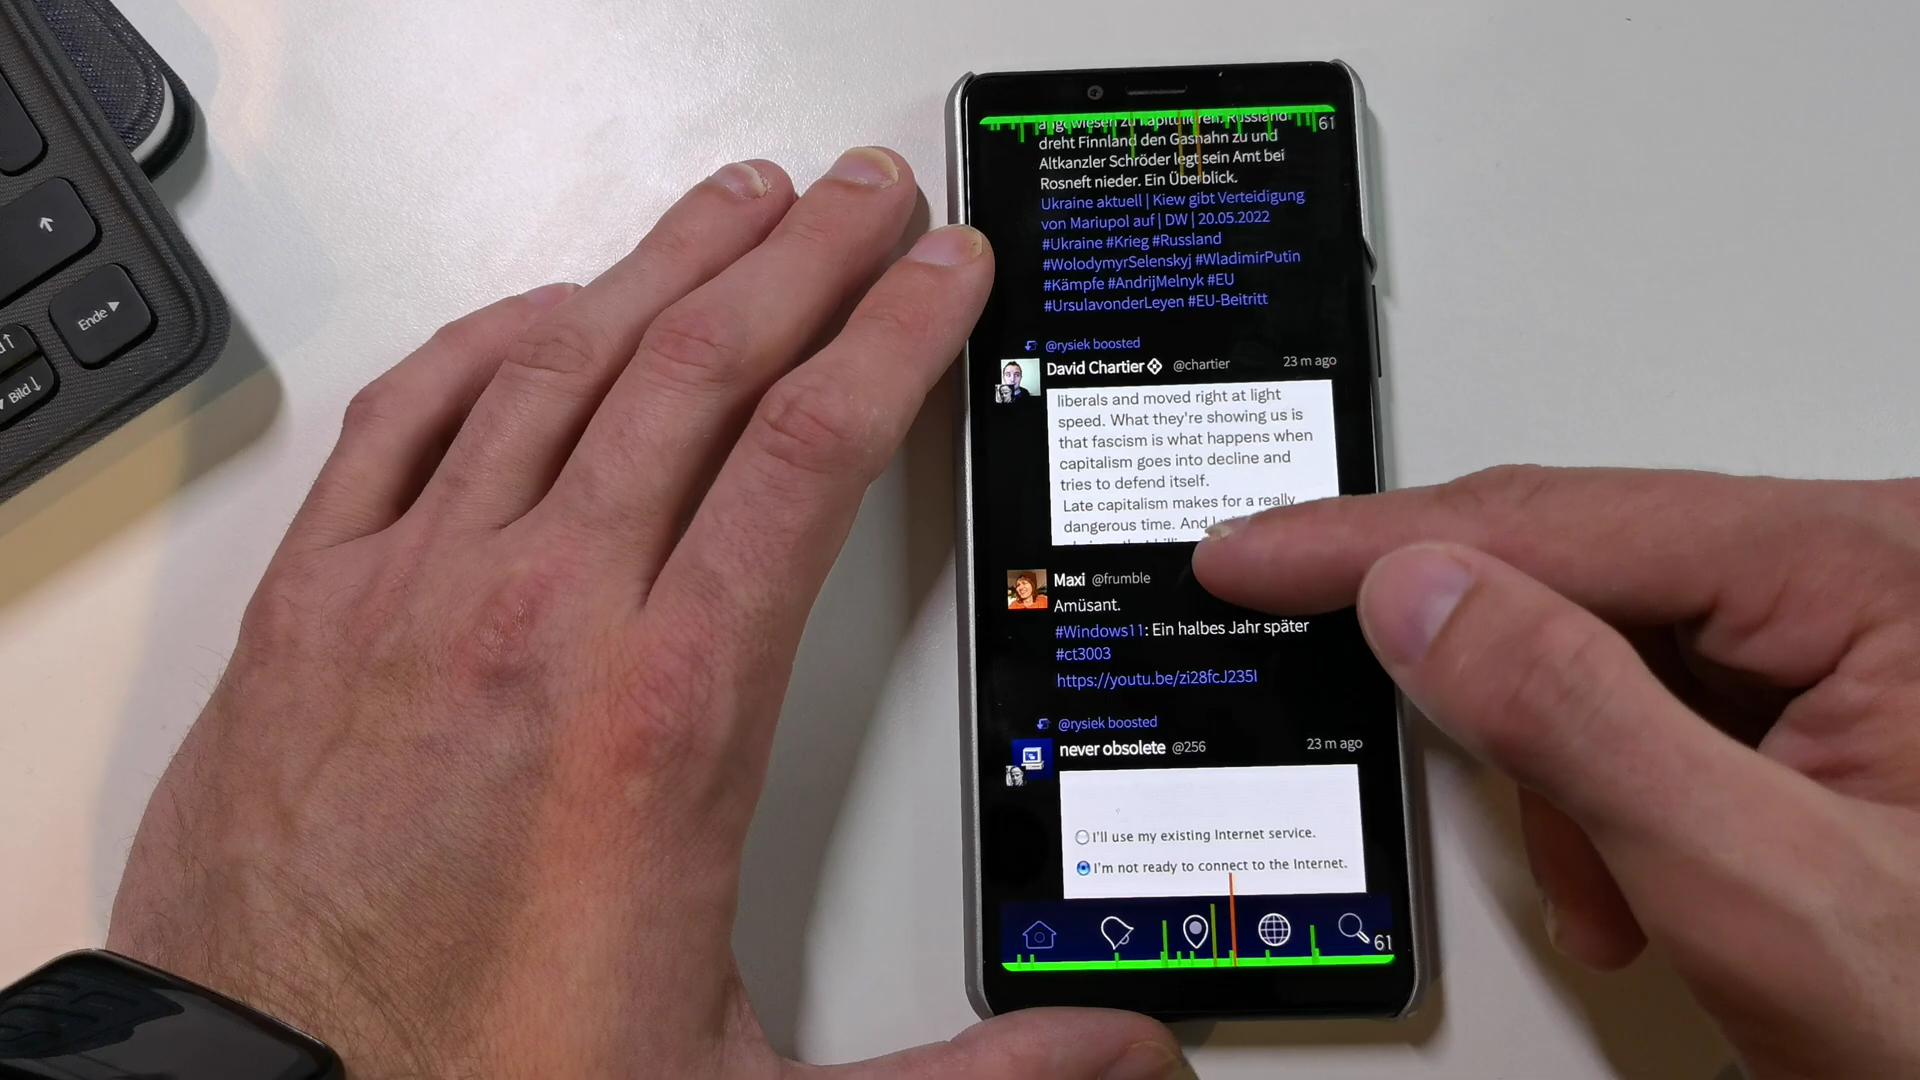 Ende
Bild
angewiesen zu kapitulieren. Russland
61
dreht Finnland den Gashahn zu und
Altkanzler Schröder legt sein Amt bei
Rosneft nieder. Ein Überblick.
Ukraine aktuell | Kiew gibt Verteidigung
von Mariupol auf | DW | 20.05.2022
#Ukraine #Krieg #Russland
#WolodymyrSelenskyj #WladimirPutin
#Kämpfe #AndrijMelnyk #EU
#UrsulavonderLeyen #EU-Beitritt
@rysiek boosted
David Chartier @chartier 23 m ago
liberals and moved right at light
speed. What they're showing us is
that fascism is what happens when
capitalism goes into decline and
tries to defend itself.
Late capitalism makes for a really
dangerous time. And
Maxi @frumble
Amüsant.
#Windows11: Ein halbes Jahr später
#ct3003
https://youtu.be/zi28fcJ235I
@rysiek boosted
never obsolete @256 23 m ago
I'll use my existing Internet service.
I'm not ready to connect to the Internet.
61